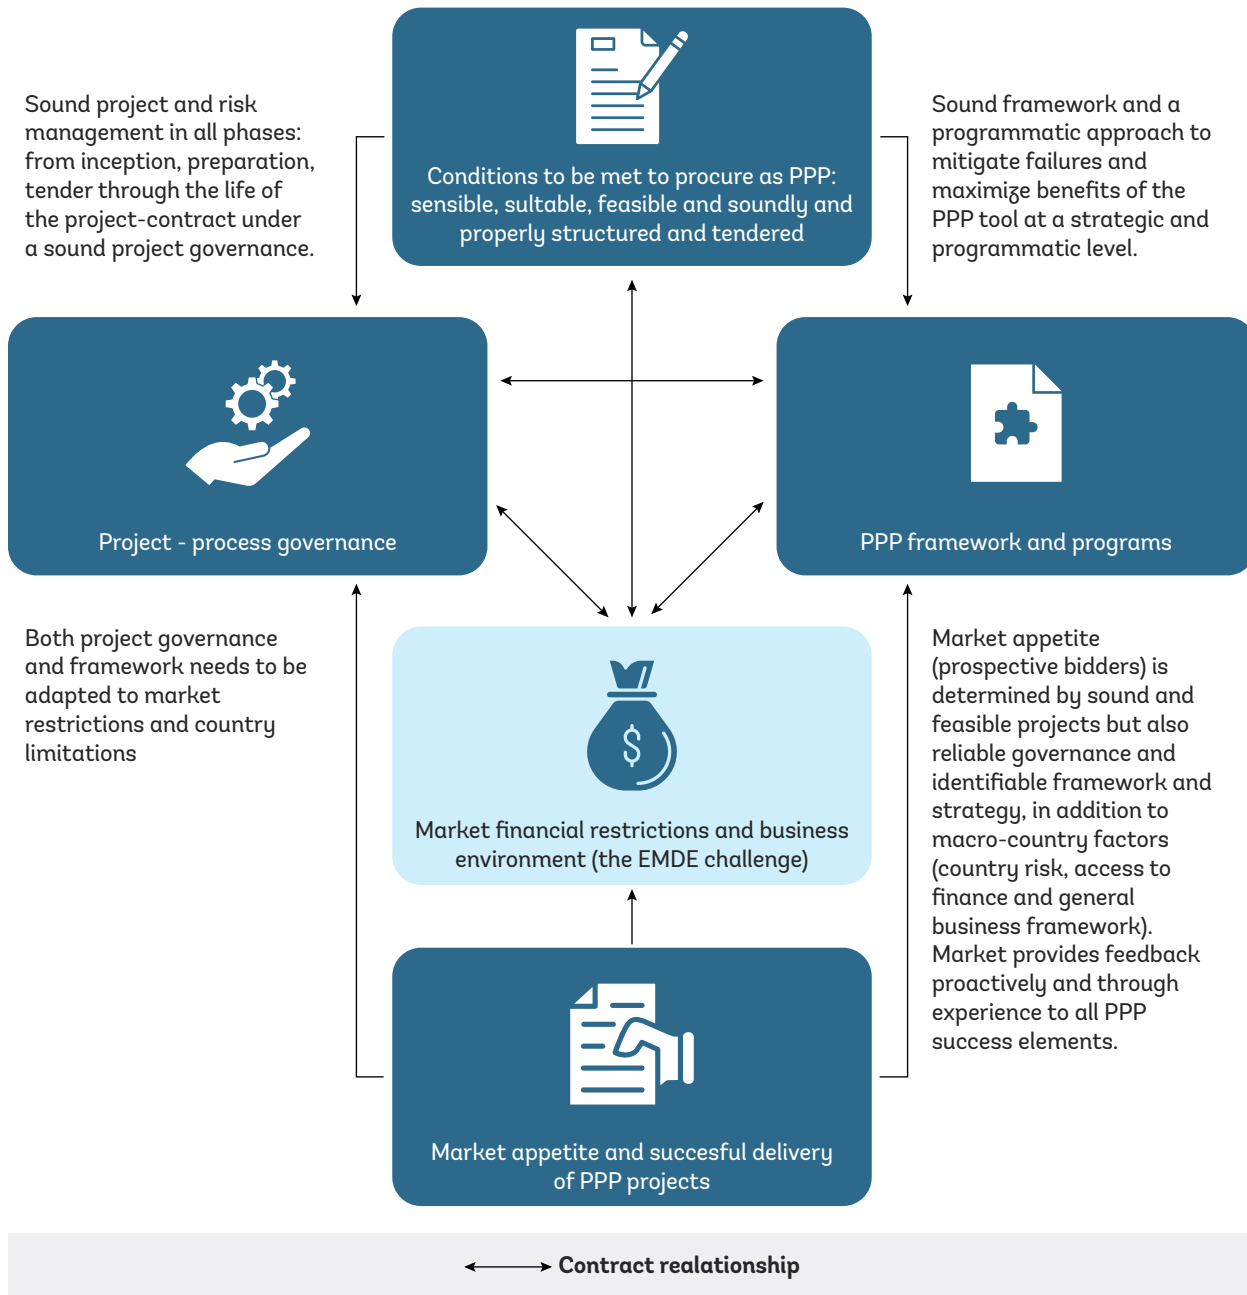 Conditions to be met to procure as PPP:
sensible, sultable, feasible and soundly and
properly structured and tendered
Sound project and risk
management in all phases:
from inception, preparation,
tender through the life of
the project-contract under
a sound project governance.
Sound framework and a
programmatic approach to
mitigate failures and
maximize benefits of the
PPP tool at a strategic and
programmatic level.
Project - process governance
PPP framework and programs
Both project governance
and framework needs to be
adapted to market
restrictions and country
limitations
$
Market financial restrictions and business
environment (the EMDE challenge)
Market appetite
(prospective bidders) is
determined by sound and
feasible projects but also
reliable governance and
identifiable framework and
strategy, in addition to
macro-country factors
(country risk, access to
finance and general
business framework).
Market provides feedback
proactively and through
experience to all PPP
success elements.
Market appetite and succesful delivery
of PPP projects
Contract realationship